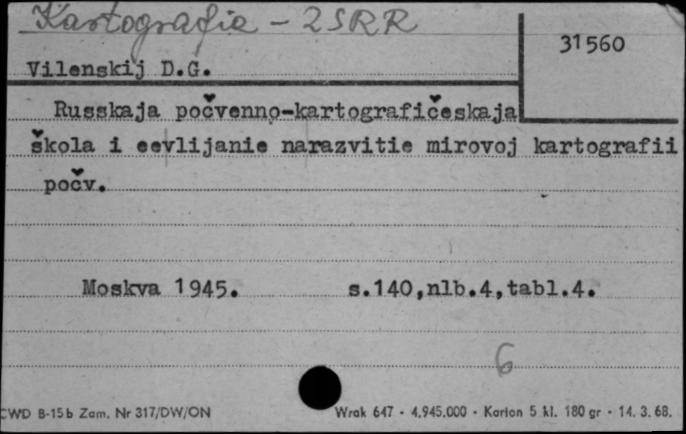 Kartografia - ZSRR
31560
Vilenskij D.G.
Russkaja počvenno-kartografičeskaja
škola i eevlijanie narazvitie mirovoj kartografii
počv.
Moskva 1945. s.140,nlb.4,tabl.4.
6
CWD B-15b Zam. Nr 317/DW/ON Wrak 647 - 4.945.000 - Karton 5 kl. 180 gr - 14. 3. 68.